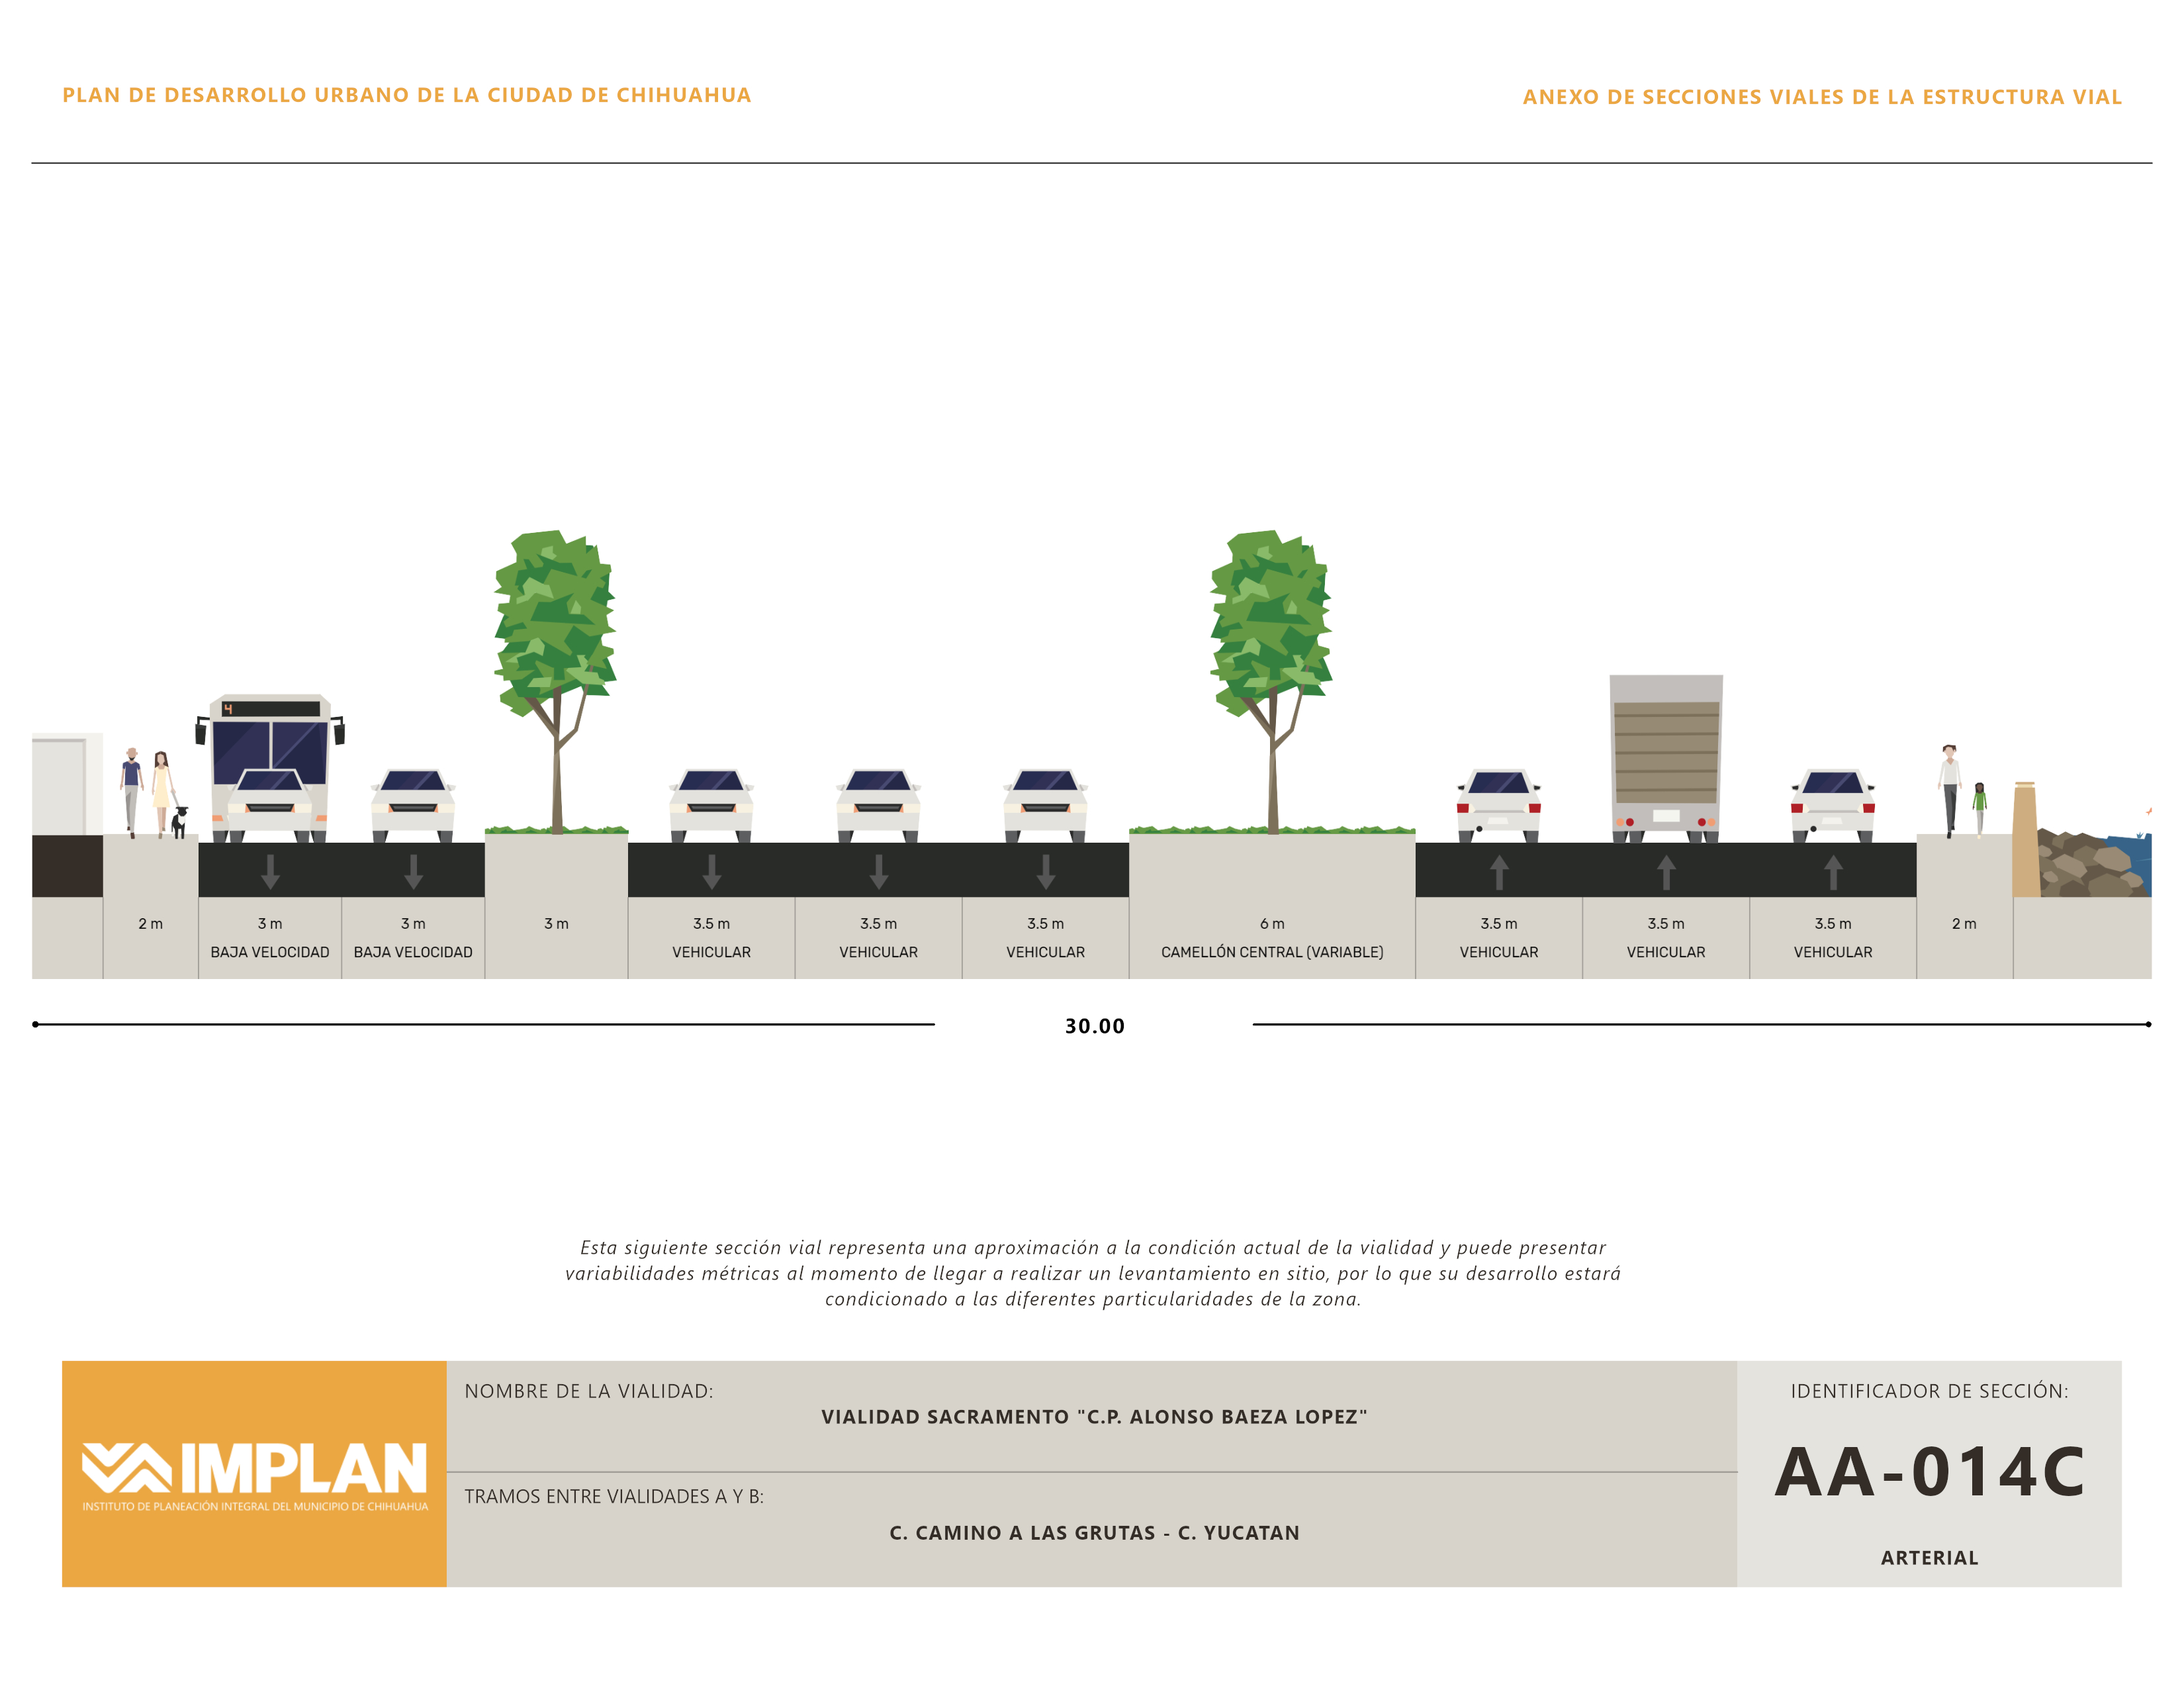 PLAN DE DESARROLLO URBANO DE LA CIUDAD DE CHIHUAHUA
ANEXO DE SECCIONES VIALES DE LA ESTRUCTURA VIAL
4
2 m
3 m
BAJA VELOCIDAD
3 m
BAJA VELOCIDAD
3 m
3.5 m
VEHICULAR
3.5 m
VEHICULAR
3.5 m
VEHICULAR
6 m
CAMELLÓN CENTRAL (VARIABLE)
3.5 m
VEHICULAR
3.5 m
VEHICULAR
3.5 m
VEHICULAR
2 m
30.00
Esta siguiente sección vial representa una aproximación a la condición actual de la vialidad y puede presentar
variabilidades métricas al momento de llegar a realizar un levantamiento en sitio, por lo que su desarrollo estará
condicionado a las diferentes particularidades de la zona.
IMPLAN
INSTITUTO DE PLANEACIÓN INTEGRAL DEL MUNICIPIO DE CHIHUAHUA
NOMBRE DE LA VIALIDAD:
VIALIDAD SACRAMENTO "C.P. ALONSO BAEZA LOPEZ"
TRAMOS ENTRE VIALIDADES A Y B:
C. CAMINO A LAS GRUTAS - C. YUCATAN
IDENTIFICADOR DE SECCIÓN:
AA-014C
ARTERIAL